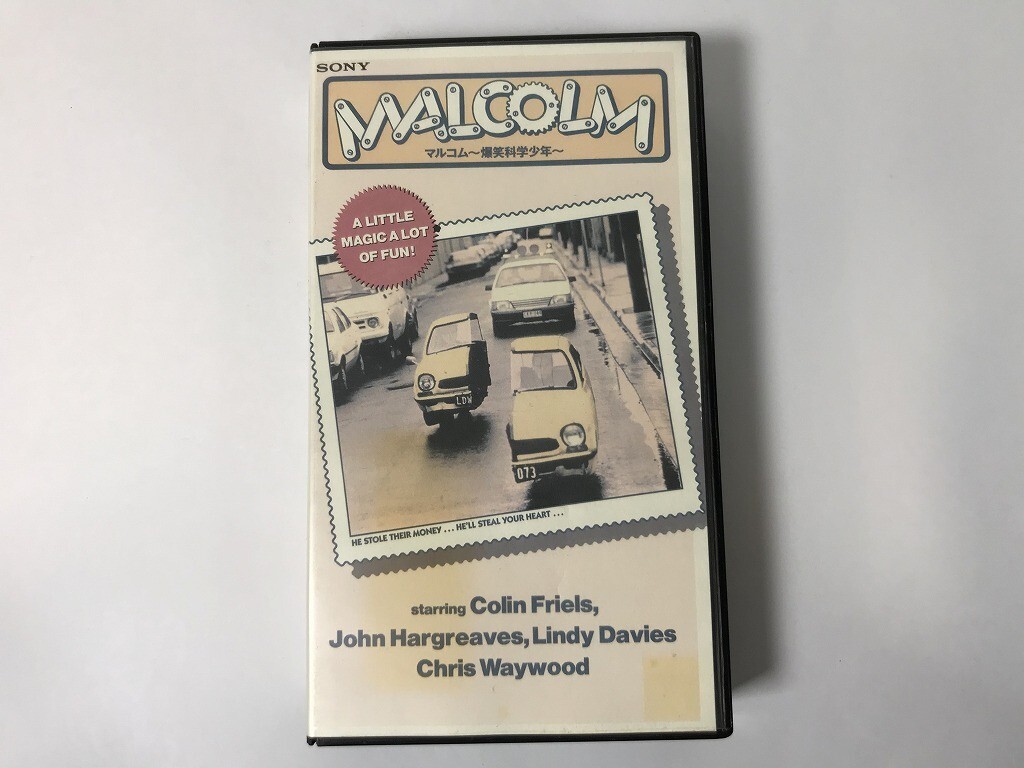 SONY
MALCOLM
マルコム〜爆笑科学少年〜
A LITTLE
MAGIC A LOT
OF FUN!
LDW
073
HE STOLE THEIR MONEY . . . HE'LL STEAL YOUR HEART . . .
starring Colin Friels,
John Hargreaves, Lindy Davies
Chris Waywood